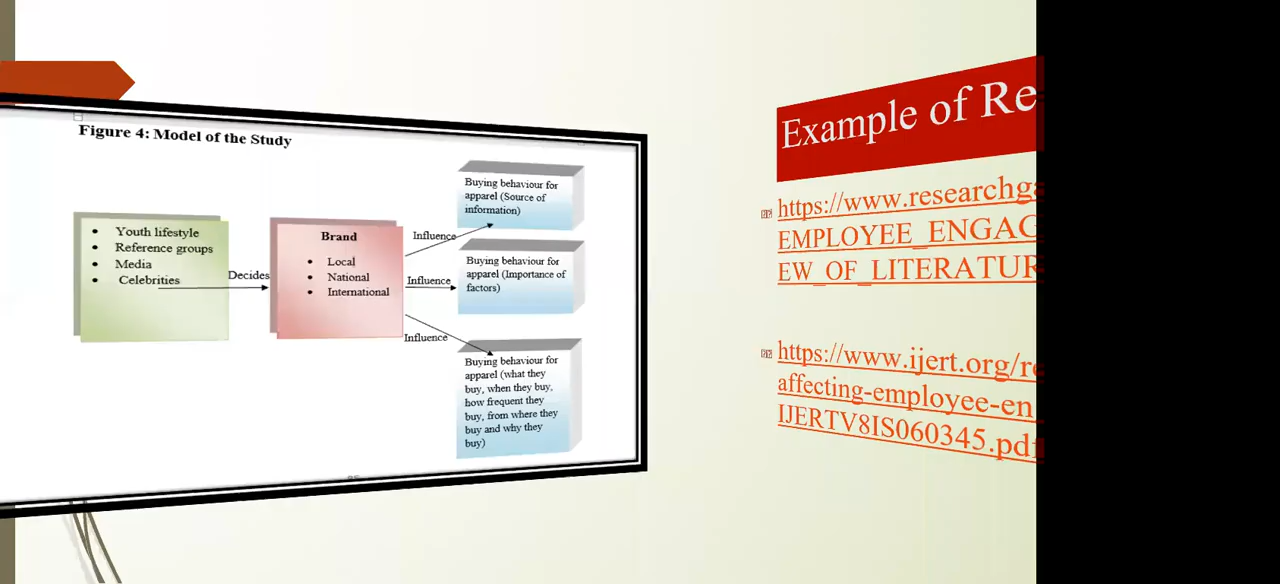 Figure 4: Model of the Study
• Youth lifestyle
• Reference groups
• Media
• Celebrities
Decides
Brand
• Local
• National
• International
Influence
Influence
Influence
Buying behaviour for
apparel (Source of
information)
Buying behaviour for
apparel (Importance of
factors)
Buying behaviour for
apparel (what they
buy, when they buy,
how frequent they
buy, from where they
buy and why they
buy)
Example of Re
https://www.researchga
EMPLOYEE_ENGAG
EW_OF_LITERATUR
https://www.ijert.org/re
affecting-employee-en
IJERTV8IS060345.pdf